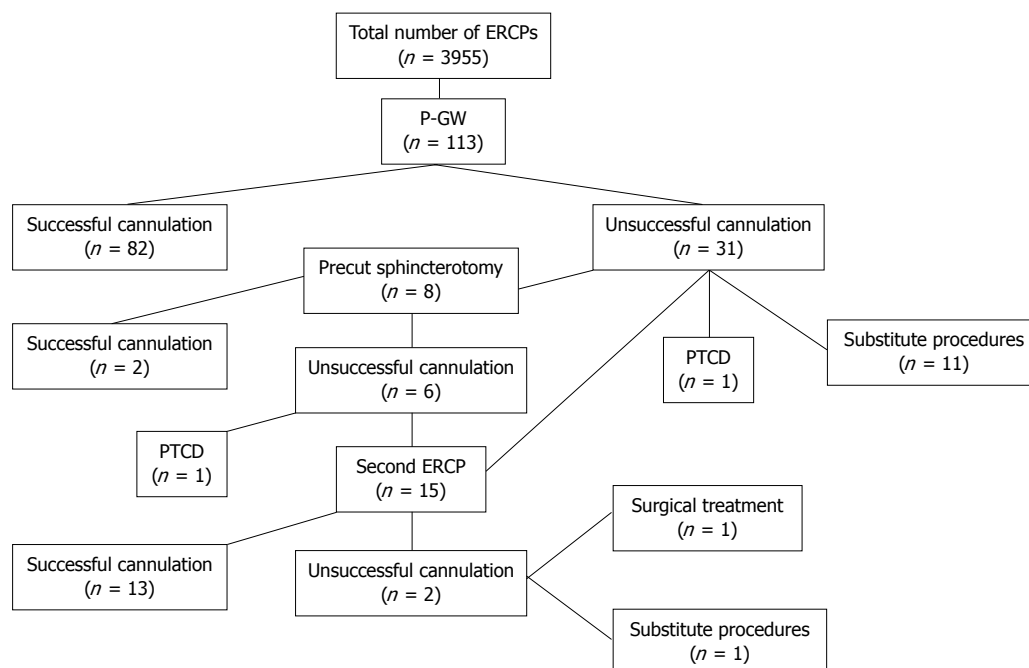 Total number of ERCPs
(n = 3955)
P-GW
(n = 113)
Successful cannulation
(n = 82)
Unsuccessful cannulation
(n = 31)
Precut sphincterotomy
(n = 8)
Successful cannulation
(n = 2)
Unsuccessful cannulation
(n = 6)
PTCD
(n = 1)
Substitute procedures
(n = 11)
PTCD
(n = 1)
Second ERCP
(n = 15)
Successful cannulation
(n = 13)
Unsuccessful cannulation
(n = 2)
Surgical treatment
(n = 1)
Substitute procedures
(n = 1)